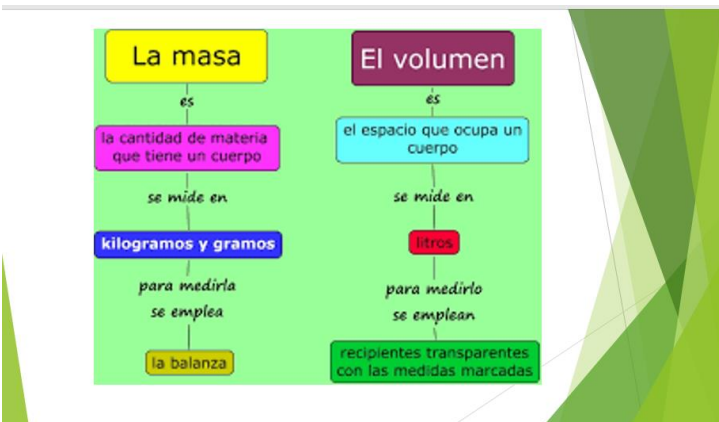 La masa
es
la cantidad de materia
que tiene un cuerpo
se mide en
kilogramos y gramos
para medirla
se emplea
la balanza
El volumen
es
el espacio que ocupa un
cuerpo
se mide en
litros
para medirlo
se emplean
recipientes transparentes
con las medidas marcadas